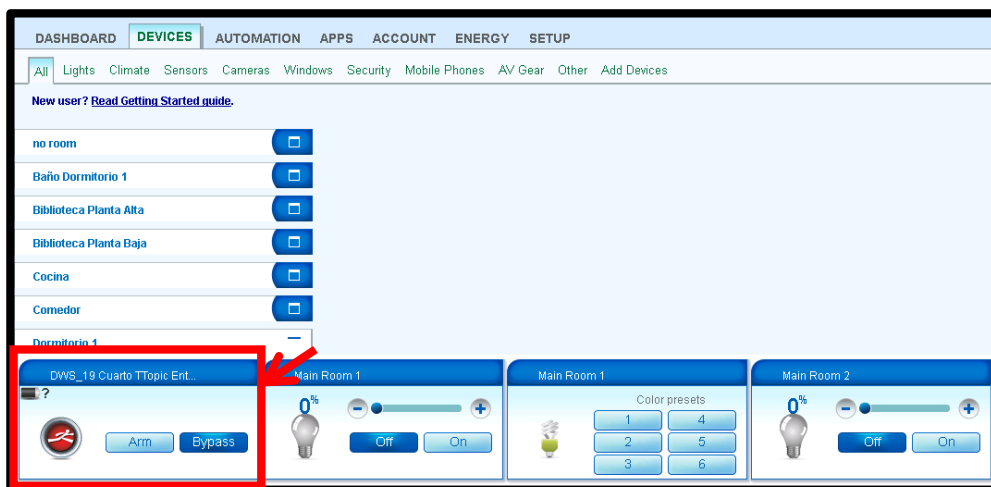 DASHBOARD DEVICES AUTOMATION APPS ACCOUNT ENERGY SETUP
All Lights Climate Sensors Cameras Windows Security Mobile Phones AV Gear Other Add Devices
New user? Read Getting Started guide.
no room
Baño Dormitorio 1
Biblioteca Planta Alta
Biblioteca Planta Baja
Cocina
Comedor
Dormitorio 1
DWS_19 Cuarto TTopic Ent...
?
Arm Bypass
Main Room 1
0%
Off On
Main Room 1
Color presets
1 4
2 5
3 6
Main Room 2
0%
Off On